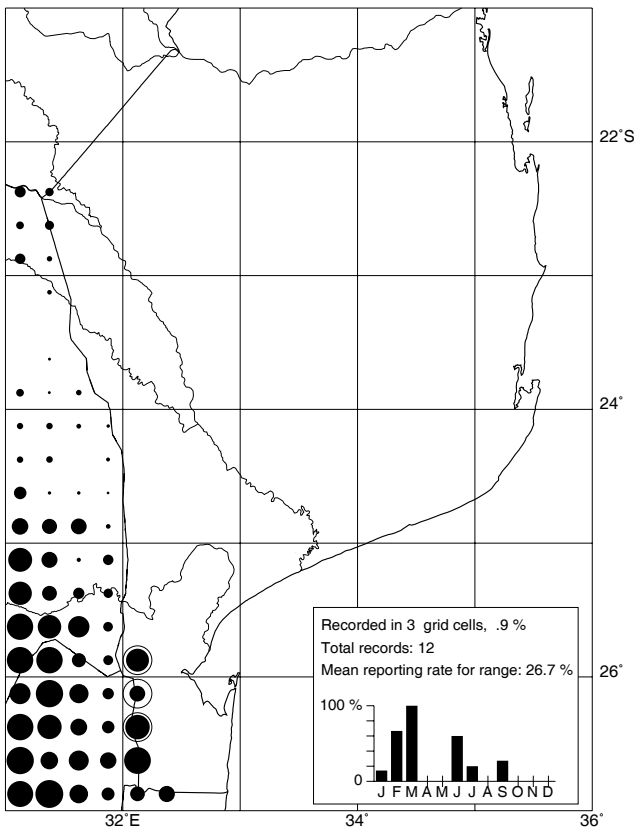 22˚S
24˚
Recorded in 3 grid cells, .9 %
Total records: 12
Mean reporting rate for range: 26.7 %
26˚
100 %
0
J F M A M J J A S O N D
32˚E
34˚
36˚